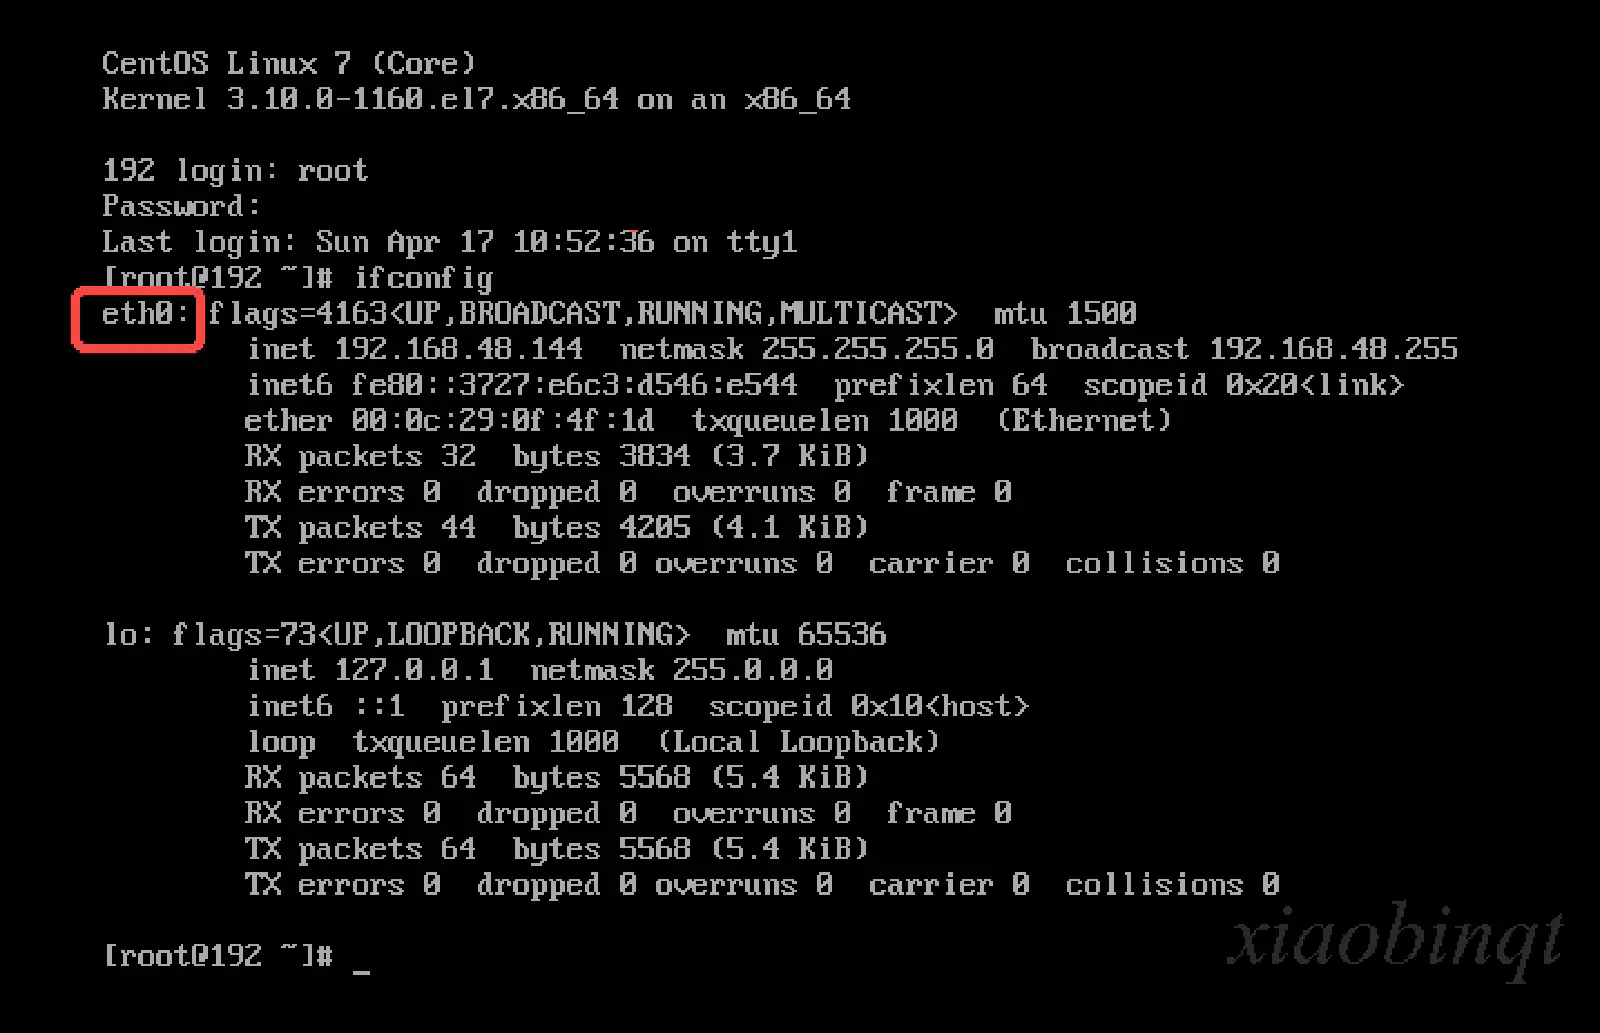 CentOS Linux 7 (Core)
Kernel 3.10.0-1160.el7.x86_64 on an x86_64
192 login: root
Password:
Last login: Sun Apr 17 10:52:36 on tty1
[root@192 ~]# ifconfig
eth0: flags=4163<UP,BROADCAST,RUNNING,MULTICAST>  mtu 1500
        inet 192.168.48.144  netmask 255.255.255.0  broadcast 192.168.48.255
        inet6 fe80::3727:e6c3:d546:e544  prefixlen 64  scopeid 0x20<link>
        ether 00:0c:29:0f:4f:1d  txqueuelen 1000  (Ethernet)
        RX packets 32  bytes 3834 (3.7 KiB)
        RX errors 0  dropped 0  overruns 0  frame 0
        TX packets 44  bytes 4205 (4.1 KiB)
        TX errors 0  dropped 0 overruns 0  carrier 0  collisions 0
lo: flags=73<UP,LOOPBACK,RUNNING>  mtu 65536
        inet 127.0.0.1  netmask 255.0.0.0
        inet6 ::1  prefixlen 128  scopeid 0x10<host>
        loop  txqueuelen 1000  (Local Loopback)
        RX packets 64  bytes 5568 (5.4 KiB)
        RX errors 0  dropped 0  overruns 0  frame 0
        TX packets 64  bytes 5568 (5.4 KiB)
        TX errors 0  dropped 0 overruns 0  carrier 0  collisions 0
[root@192 ~]# _
xiaobinqt